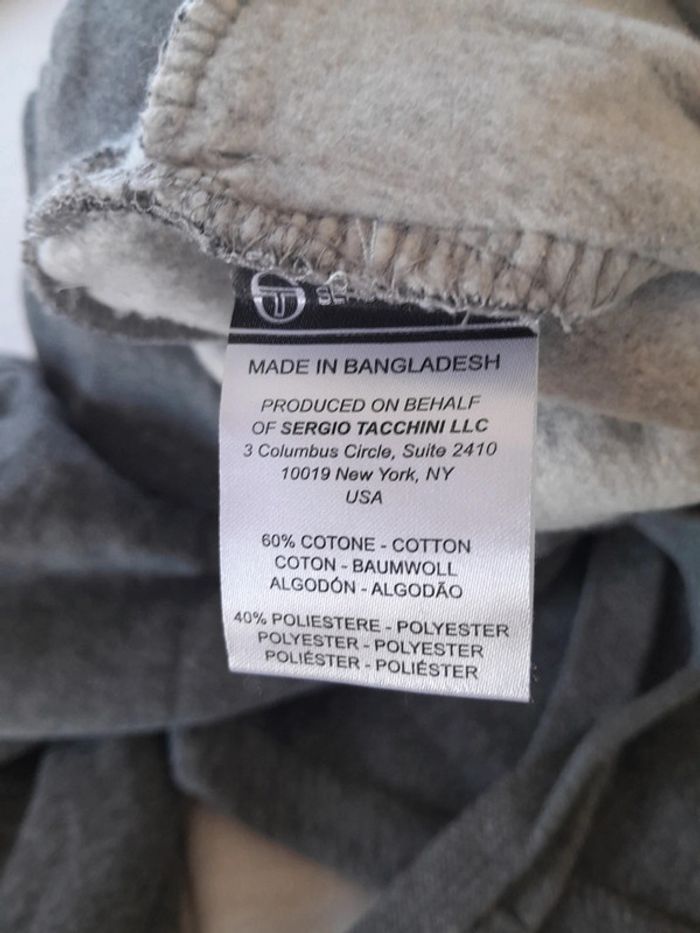 MADE IN BANGLADESH
PRODUCED ON BEHALF
OF SERGIO TACCHINI LLC
3 Columbus Circle, Suite 2410
10019 New York, NY
USA
60% COTONE - COTTON
COTON - BAUMWOLL
ALGODÓN - ALGODÃO
40% POLIESTERE - POLYESTER
POLYESTER - POLYESTER
POLIÉSTER - POLIÉSTER